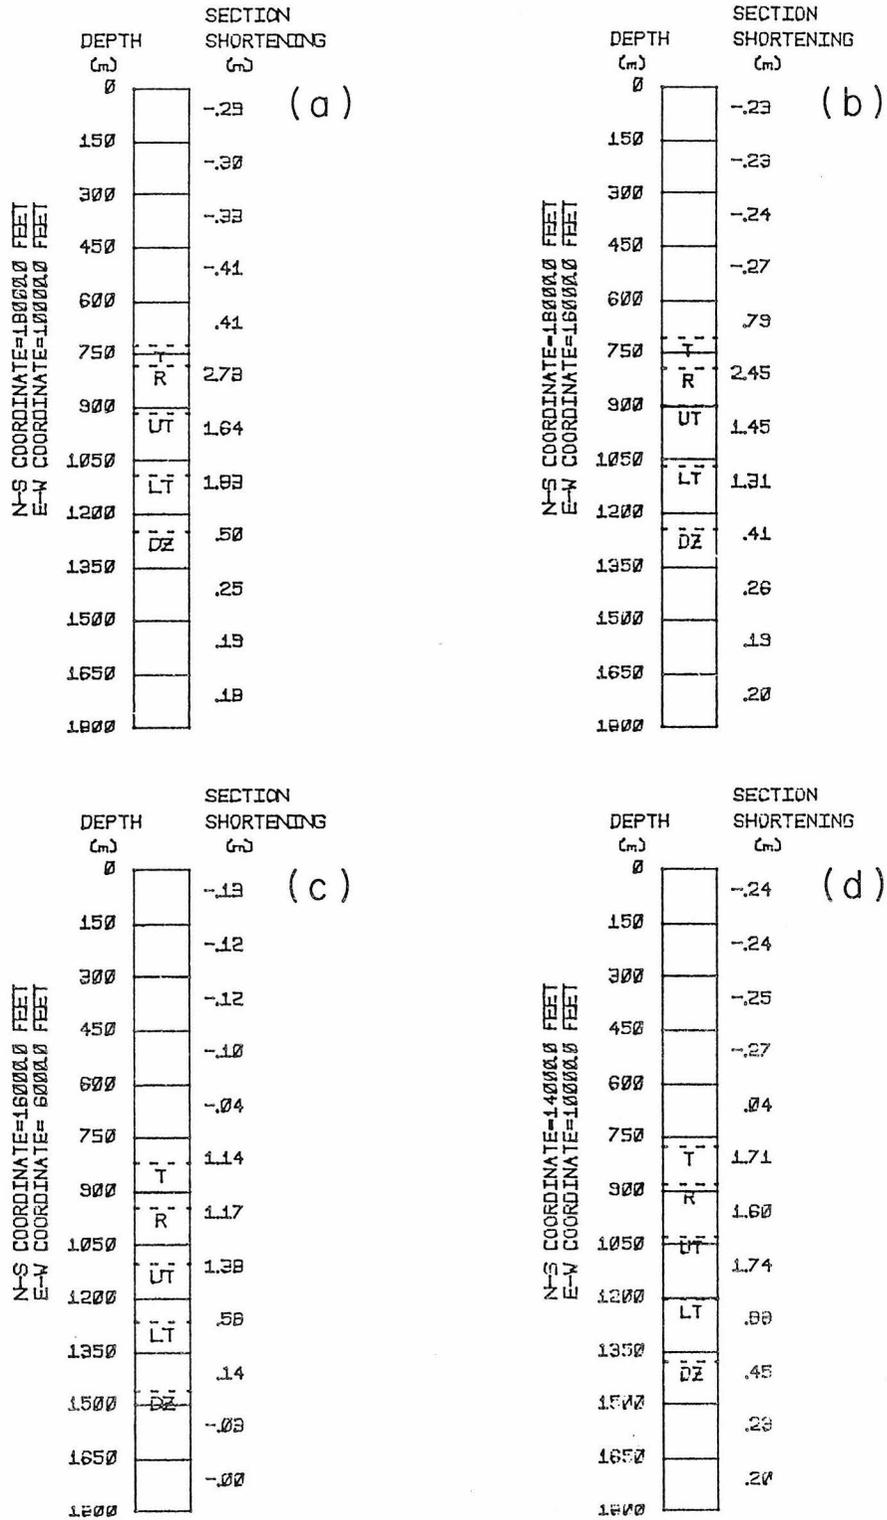 SECTION
DEPTH SHORTENING
(m) (m)
(a)
0
-.29
150
-.30
300
-.33
450
-.41
600
.41
750
T
2.78
R
900
UT
1.64
1050
LT
1.83
1200
DZ
.50
1350
.25
1500
.19
1650
.18
1800
N-S COORDINATE=18000.0 FEET
E-W COORDINATE=10000.0 FEET
SECTION
DEPTH SHORTENING
(m) (m)
(b)
0
-.23
150
-.23
300
-.24
450
-.27
600
.79
750
T
2.45
R
900
UT
1.45
1050
LT
1.31
1200
DZ
.41
1350
.26
1500
.19
1650
.20
1800
N-S COORDINATE=18000.0 FEET
E-W COORDINATE=16000.0 FEET
SECTION
DEPTH SHORTENING
(m) (m)
(c)
0
-.13
150
-.12
300
-.12
450
-.10
600
-.04
750
1.14
T
900
R
1.17
1050
UT
1.38
1200
LT
.58
1350
.14
1500
DZ
-.03
1650
-.00
1800
N-S COORDINATE=16000.0 FEET
E-W COORDINATE= 6000.0 FEET
SECTION
DEPTH SHORTENING
(m) (m)
(d)
0
-.24
150
-.24
300
-.25
450
-.27
600
.04
750
T
1.71
900
R
1.60
1050
UT
1.74
1200
LT
1350
DZ
.45
1500
1650
.20
1800
N-S COORDINATE=14000.0 FEET
E-W COORDINATE=10000.0 FEET